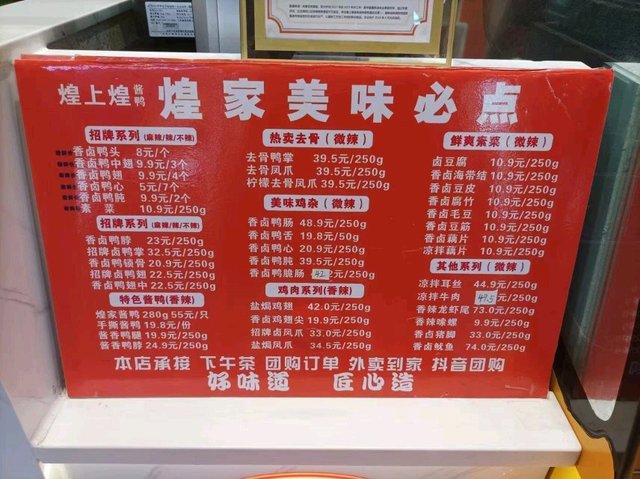 煌上煌 酱鸭 煌家美味必点
招牌系列(麻辣/辣/不辣)
香卤鸭头 8元/个
香卤鸭中翅 9.9元/3个
香卤鸭翅 9.9元/4个
香卤鸭心 5元/7个
香卤鸭肫 9.9元/2个
素菜 10.9元/250g
招牌系列(麻辣/辣/不辣)
香卤鸭脖 23元/250g
招牌卤鸭掌 32.5元/250g
香卤鸭锁骨 20.9元/250g
招牌卤鸭翅 22.5元/250g
香卤鸭翅中 22.5元/250g
特色酱鸭(香辣)
煌家酱鸭 280g 55元/只
手撕酱鸭 19.8元/份
酱香鸭腿 19.9元/250g
酱香鸭脖 24.9元/250g
热卖去骨(微辣)
去骨鸭掌 39.5元/250g
去骨凤爪 39.5元/250g
柠檬去骨凤爪 39.5元/250g
美味鸡杂(微辣)
香卤鸭肠 48.9元/250g
香卤鸭舌 19.8元/50g
香卤鸭心 20.9元/250g
香卤鸭肫 39.5元/250g
香卤鸭腺肠 42.2元/250g
鸡肉系列(香辣)
盐焗鸡翅 42.0元/250g
香卤鸡翅尖 19.9元/250g
招牌卤凤爪 33.0元/250g
盐焗凤爪 34.5元/250g
鲜爽素菜(微辣)
卤豆腐 10.9元/250g
香卤海带结 10.9元/250g
香卤豆皮 10.9元/250g
香卤腐竹 10.9元/250g
香卤毛豆 10.9元/250g
香卤豆筋 10.9元/250g
香卤藕片 10.9元/250g
凉拌藕片 10.9元/250g
其他系列(微辣)
凉拌耳丝 44.9元/250g
凉拌牛肉 49.5元/250g
香辣龙虾尾 73.0元/250g
香辣嗦螺 9.9元/250g
香卤猪脚 33.0元/250g
香卤鱿鱼 74.0元/250g
本店承接 下午茶 团购订单 外卖到家 抖音团购
好味道 匠心造